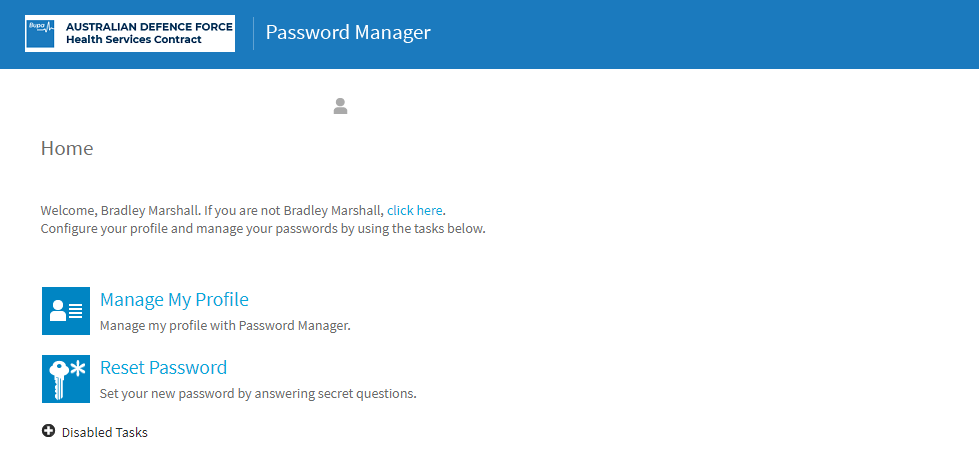 Bupa
AUSTRALIAN DEFENCE FORCE
Health Services Contract
Password Manager
Home
Welcome, Bradley Marshall. If you are not Bradley Marshall, click here.
Configure your profile and manage your passwords by using the tasks below.
Manage My Profile
Manage my profile with Password Manager.
Reset Password
Set your new password by answering secret questions.
Disabled Tasks